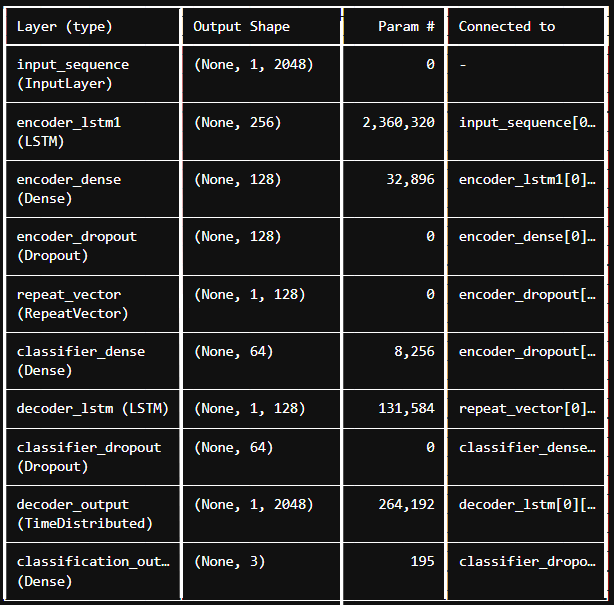 Layer (type) Output Shape Param # Connected to
input_sequence (None, 1, 2048) 0 -
(InputLayer)
encoder_lstm1 (None, 256) 2,360,320 input_sequence[0…
(LSTM)
encoder_dense (None, 128) 32,896 encoder_lstm1[0]…
(Dense)
encoder_dropout (None, 128) 0 encoder_dense[0]…
(Dropout)
repeat_vector (None, 1, 128) 0 encoder_dropout[…
(RepeatVector)
classifier_dense (None, 64) 8,256 encoder_dropout[…
(Dense)
decoder_lstm (LSTM) (None, 1, 128) 131,584 repeat_vector[0]…
classifier_dropout (None, 64) 0 classifier_dense…
(Dropout)
decoder_output (None, 1, 2048) 264,192 decoder_lstm[0][…
(TimeDistributed)
classification_out… (None, 3) 195 classifier_dropo…
(Dense)